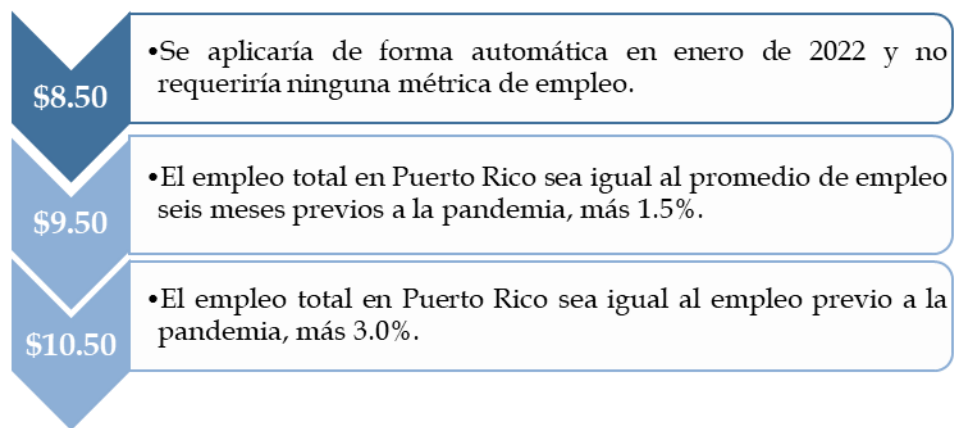 $8.50
•Se aplicaría de forma automática en enero de 2022 y no
requeriría ninguna métrica de empleo.
$9.50
•El empleo total en Puerto Rico sea igual al promedio de empleo
seis meses previos a la pandemia, más 1.5%.
$10.50
•El empleo total en Puerto Rico sea igual al empleo previo a la
pandemia, más 3.0%.